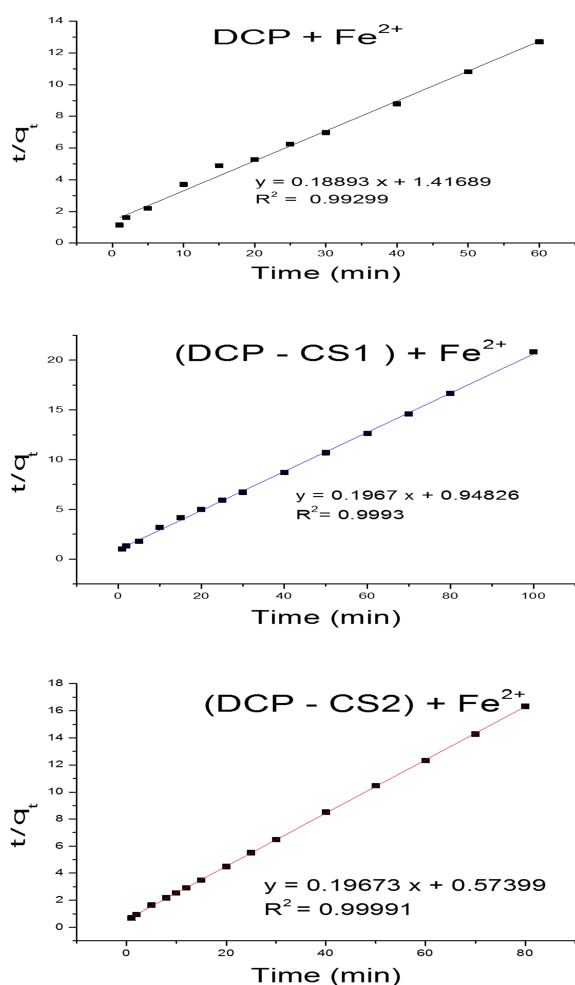 DCP + Fe²⁺
14
12
10
8
6
4
2
0
t/qₜ
y = 0.18893 x + 1.41689
R² = 0.99299
0 10 20 30 40 50 60
Time (min)
(DCP - CS1 ) + Fe²⁺
20
15
10
5
0
t/qₜ
y = 0.1967 x + 0.94826
R²= 0.9993
0 20 40 60 80 100
Time (min)
(DCP - CS2) + Fe²⁺
18
16
14
12
10
8
6
4
2
0
t/qₜ
y = 0.19673 x + 0.57399
R² = 0.99991
0 20 40 60 80
Time (min)